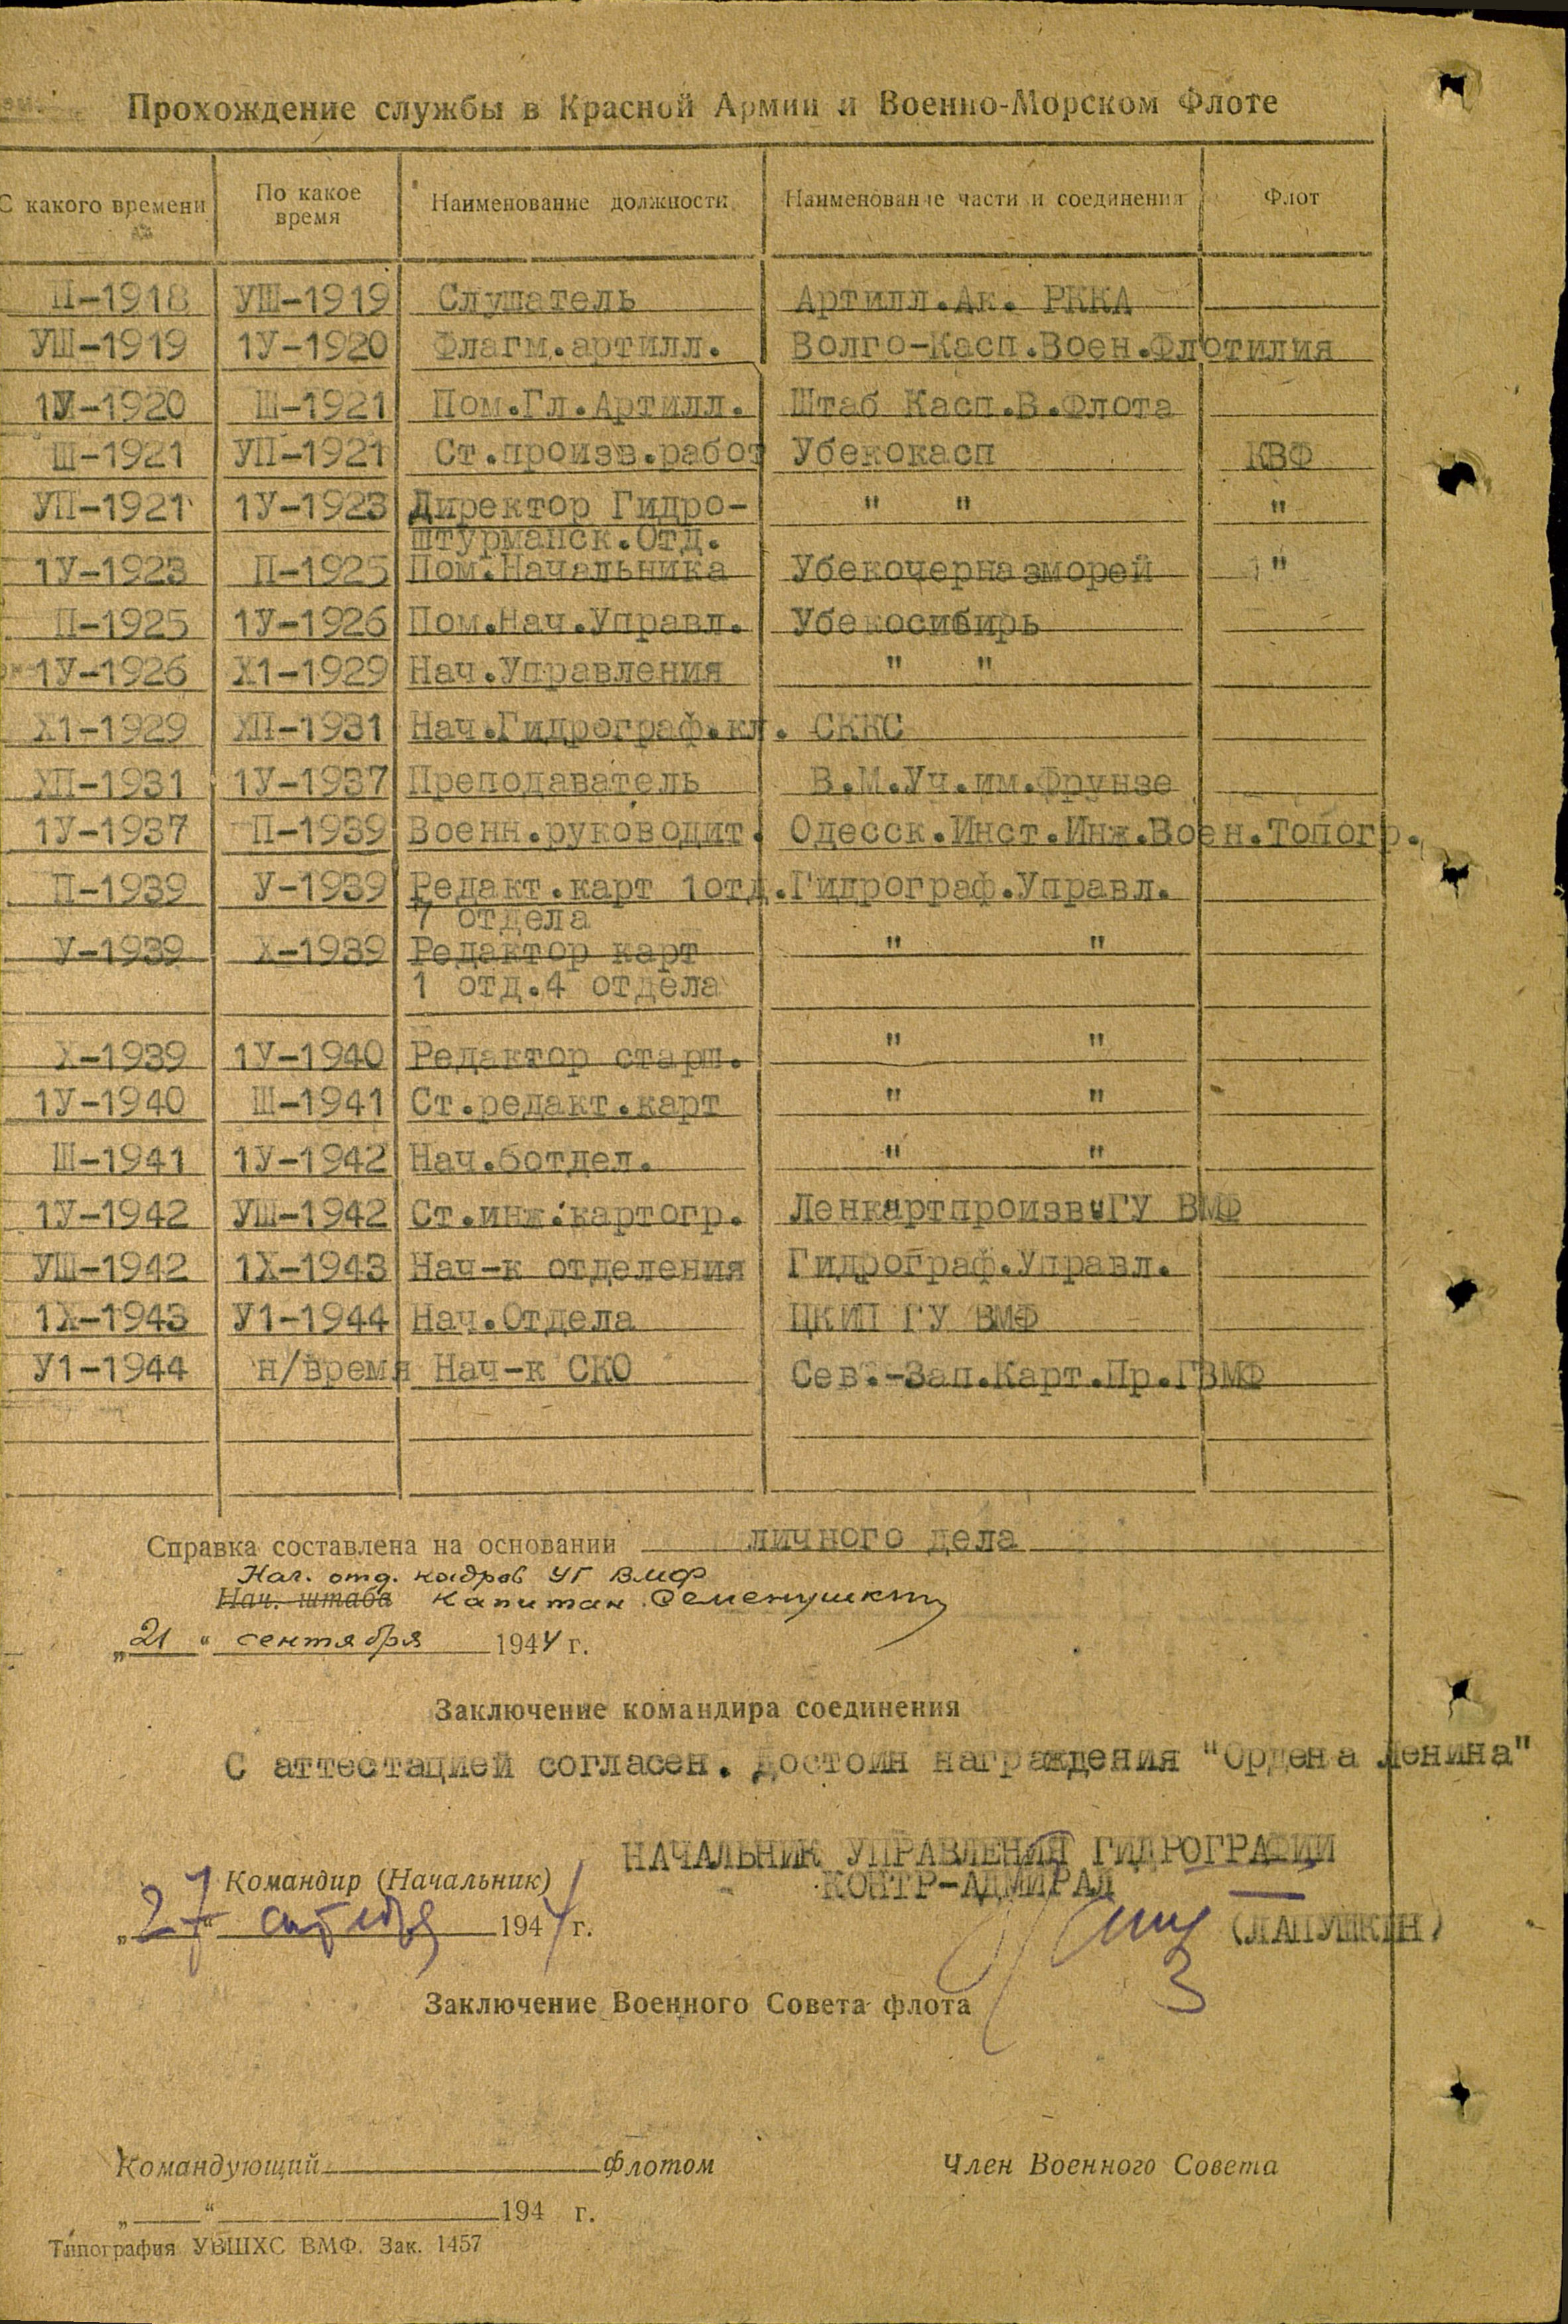 Прохождение службы в Красной Армии и Военно-Морском Флоте
С какого времени По какое время Наименование должности Наименование части и соединения Флот
П-1918 УШ-1919 Слушатель Артилл.Ак. РККА
УШ-1919 1У-1920 Флагм.артилл. Волго-Касп.Воен.Флотилия
1У-1920 Ш-1921 Пом.Гл.Артилл. Штаб Касп.В.Флота
Ш-1921 УП-1921 Ст.произв.работ Убекокасп КВФ
УП-1921 1У-1923 Директор Гидро- " " "
штурманск.Отд.
1У-1923 П-1925 Пом.Начальника Убекочерназморей "
П-1925 1У-1926 Пом.Нач.Управл. Убекосибирь
1У-1926 Х1-1929 Нач.Управления " "
Х1-1929 ХП-1931 Нач.Гидрограф.кл. СККС
ХП-1931 1У-1937 Преподаватель В.М.Уч.им.Фрунзе
1У-1937 П-1939 Военн.руководит. Одесск.Инст.Инж.Воен.Топогр.
П-1939 У-1939 Редакт.карт 1отд. Гидрограф.Управл.
7 отдела
У-1939 Х-1939 Редактор карт " "
1 отд.4 отдела
Х-1939 1У-1940 Редактор старш. " "
1У-1940 Ш-1941 Ст.редакт.карт " "
Ш-1941 1У-1942 Нач.6отдел. " "
1У-1942 УШ-1942 Ст.инж.картогр. Ленкартпроизв.ГУ ВМФ
УШ-1942 1Х-1943 Нач-к отделения Гидрограф.Управл.
1Х-1943 У1-1944 Нач.Отдела ЦКИП ГУ ВМФ
У1-1944 н/время Нач-к СКО Сев.-Зап.Карт.Пр.ГВМФ
Справка составлена на основании личного дела
Нач. отд. кадров УГ ВМФ
Нач. штаба капитан Семенушкин
„21“ сентября 1944 г.
Заключение командира соединения
С аттестацией согласен. Достоин награждения "Ордена Ленина"
НАЧАЛЬНИК УПРАВЛЕНИЯ ГИДРОГРАФИИ
Командир (Начальник) КОНТР-АДМИРАЛ
„27“ октября 1944 г. (ЛАПУШКИН)
3
Заключение Военного Совета флота
Командующий флотом Член Военного Совета
„ “ 194 г.
Типография УВШХС ВМФ. Зак. 1457